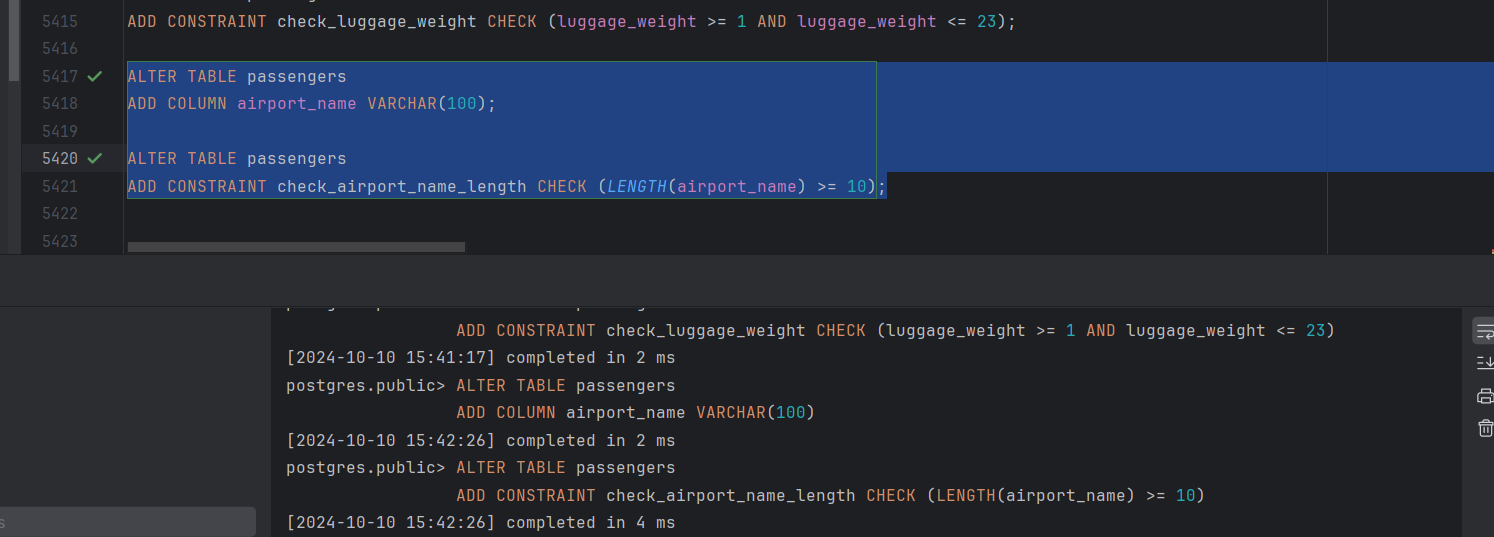 5415 ADD CONSTRAINT check_luggage_weight CHECK (luggage_weight >= 1 AND luggage_weight <= 23);
5416
5417 ALTER TABLE passengers
5418 ADD COLUMN airport_name VARCHAR(100);
5419
5420 ALTER TABLE passengers
5421 ADD CONSTRAINT check_airport_name_length CHECK (LENGTH(airport_name) >= 10);
5422
5423
ADD CONSTRAINT check_luggage_weight CHECK (luggage_weight >= 1 AND luggage_weight <= 23)
[2024-10-10 15:41:17] completed in 2 ms
postgres.public> ALTER TABLE passengers
ADD COLUMN airport_name VARCHAR(100)
[2024-10-10 15:42:26] completed in 2 ms
postgres.public> ALTER TABLE passengers
ADD CONSTRAINT check_airport_name_length CHECK (LENGTH(airport_name) >= 10)
[2024-10-10 15:42:26] completed in 4 ms